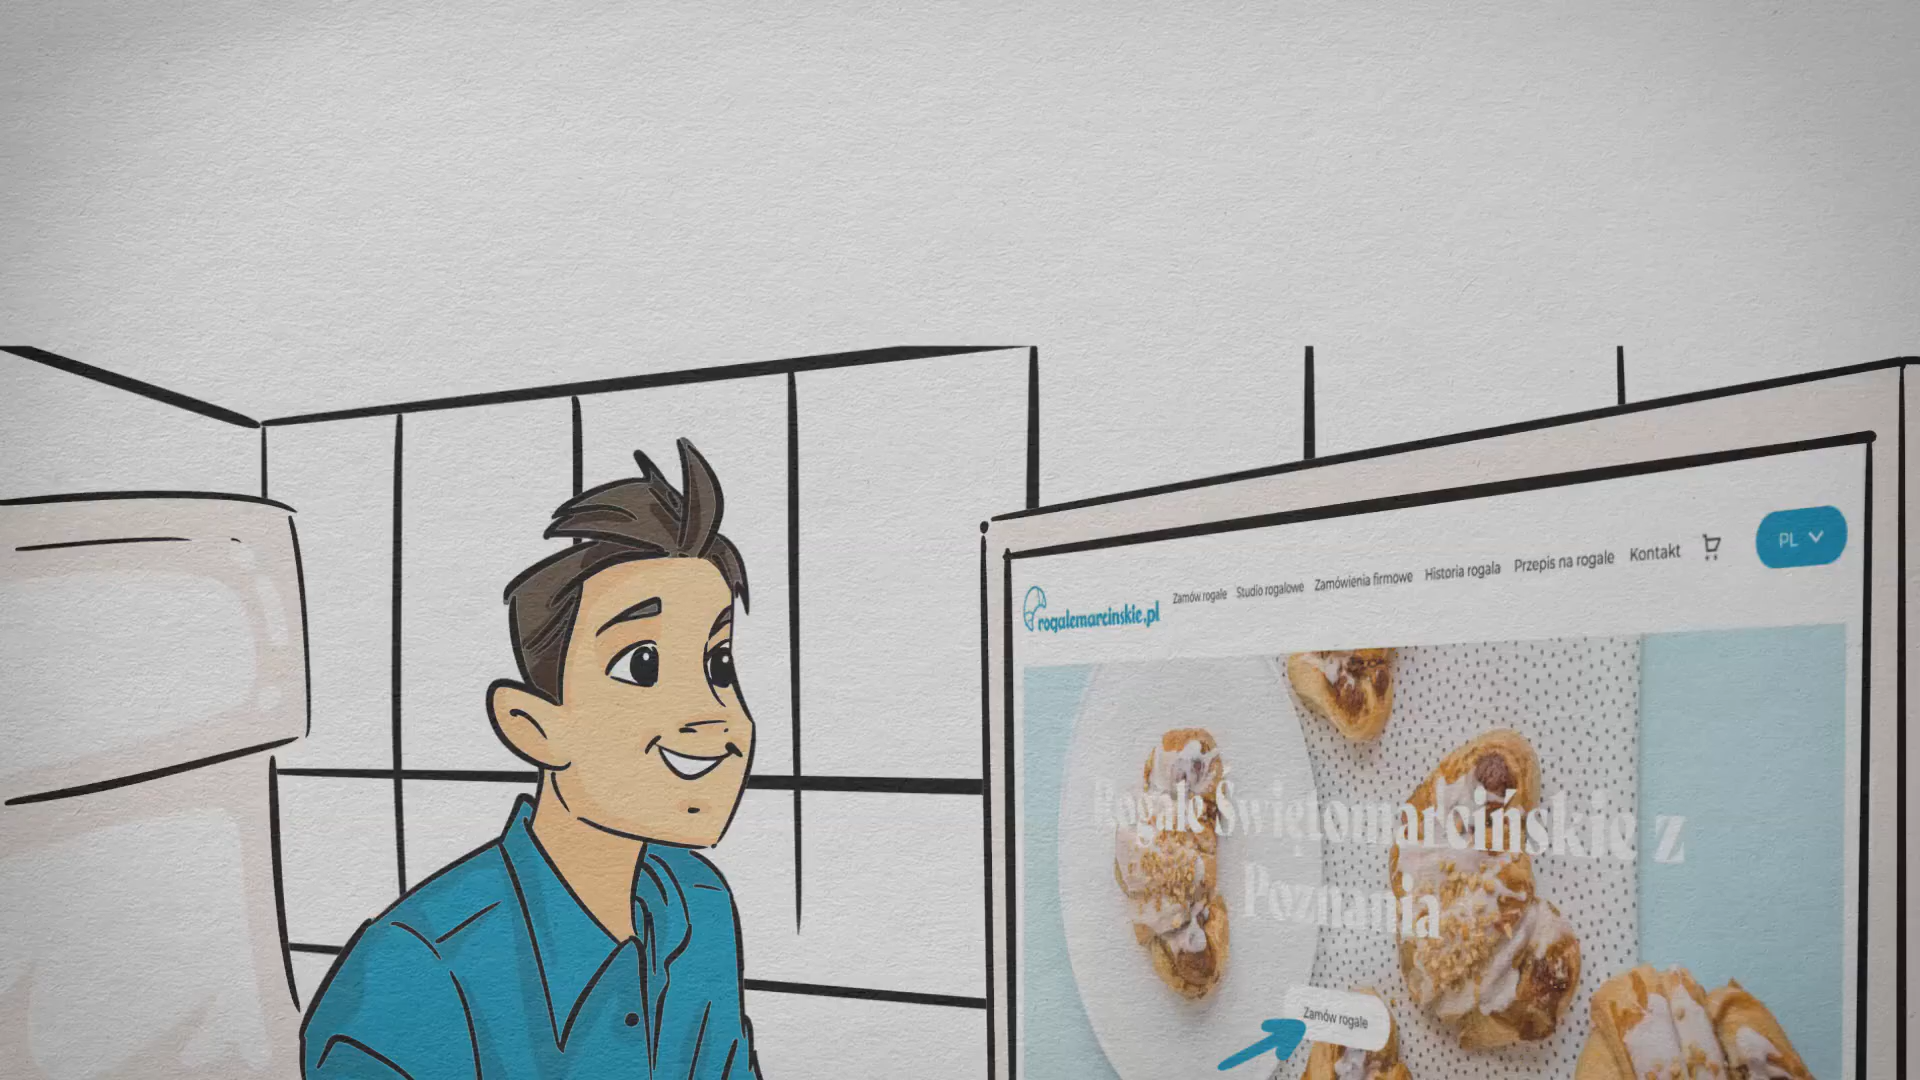 rogalemarcinskie.pl
Zamów rogale Studio rogalowe Zamówienia firmowe Historia rogala Przepis na rogale Kontakt PL
Rogale Świętomarcińskie z
Poznania
Zamów rogale